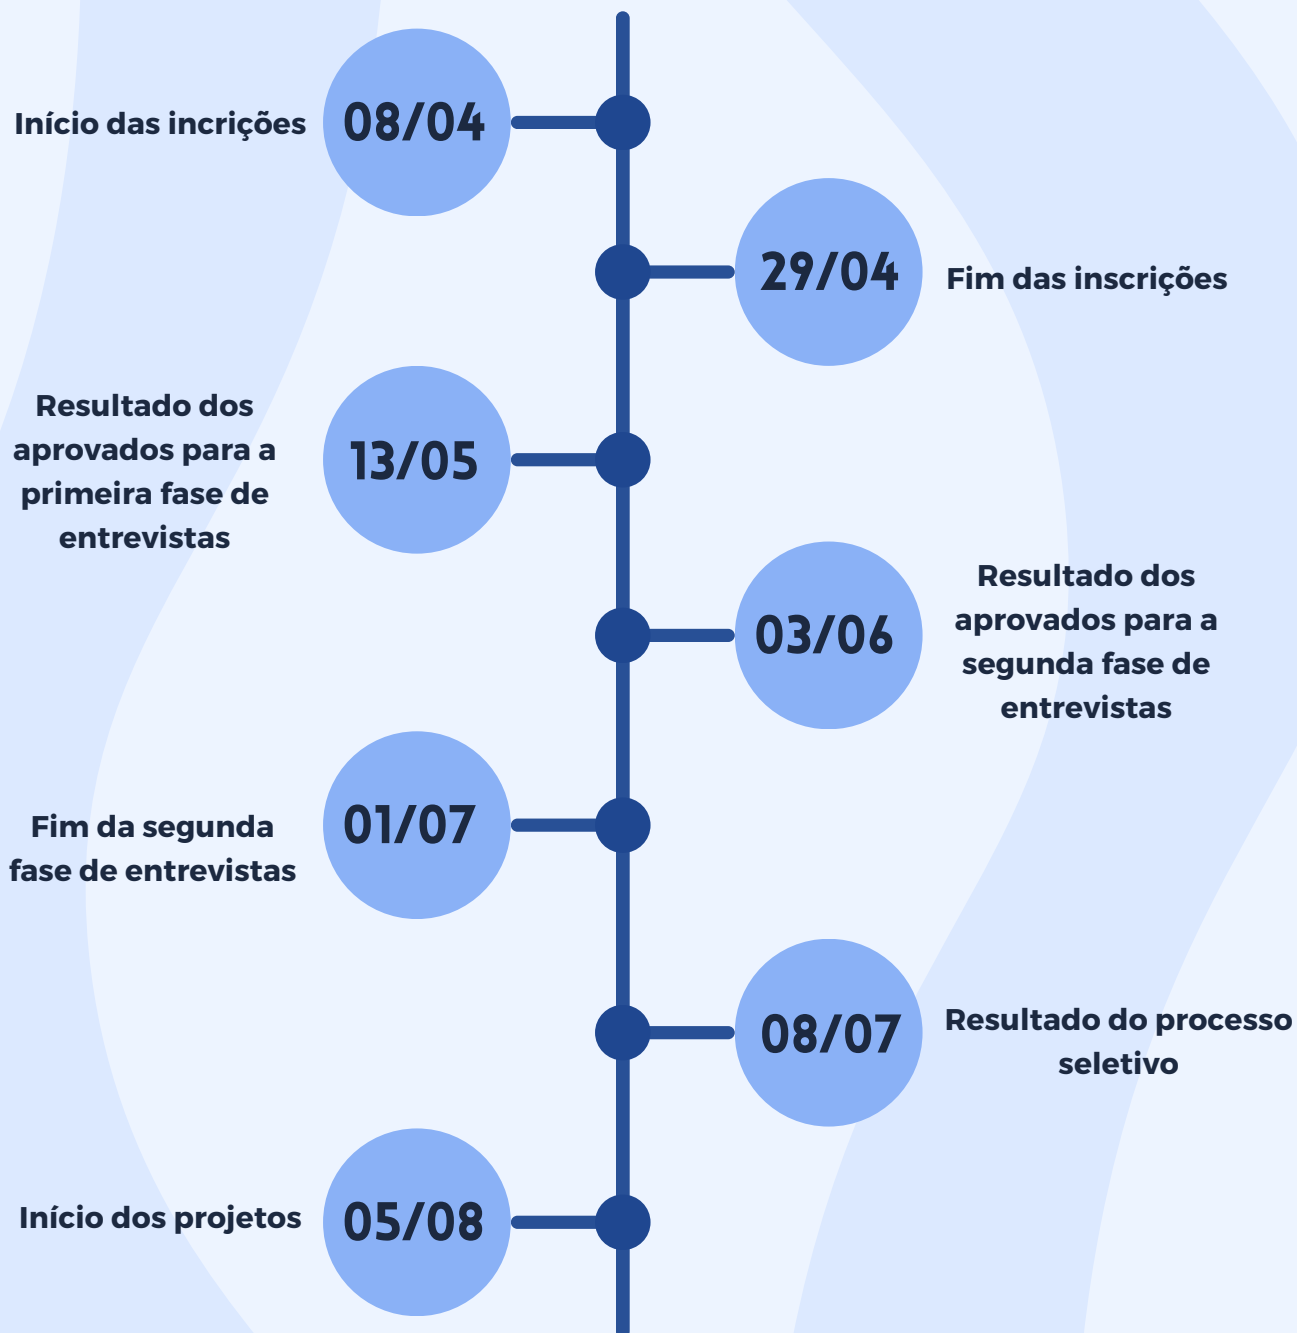 Início das incrições
08/04
29/04
Fim das inscrições
Resultado dos
aprovados para a
primeira fase de
entrevistas
13/05
03/06
Resultado dos
aprovados para a
segunda fase de
entrevistas
Fim da segunda
fase de entrevistas
01/07
08/07
Resultado do processo
seletivo
Início dos projetos
05/08